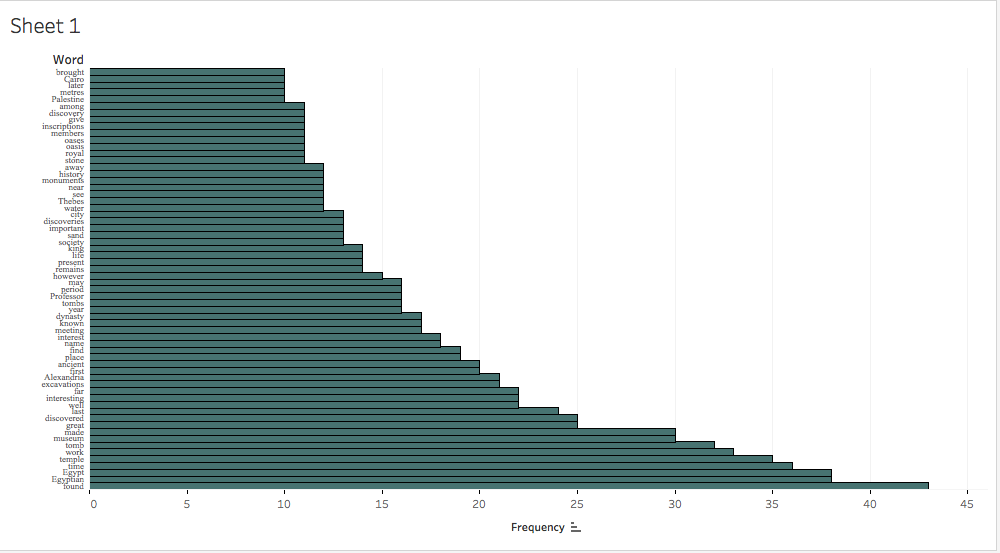 Sheet 1
Word
brought
Cairo
later
metres
Palestine
among
discovery
give
inscriptions
members
oases
oasis
royal
stone
away
history
monuments
near
see
Thebes
water
city
discoveries
important
sand
society
king
life
present
remains
however
may
period
Professor
tombs
year
dynasty
known
meeting
interest
name
find
place
ancient
first
Alexandria
excavations
far
interesting
well
last
discovered
great
made
museum
tomb
work
temple
time
Egypt
Egyptian
found
0 5 10 15 20 25 30 35 40 45
Frequency